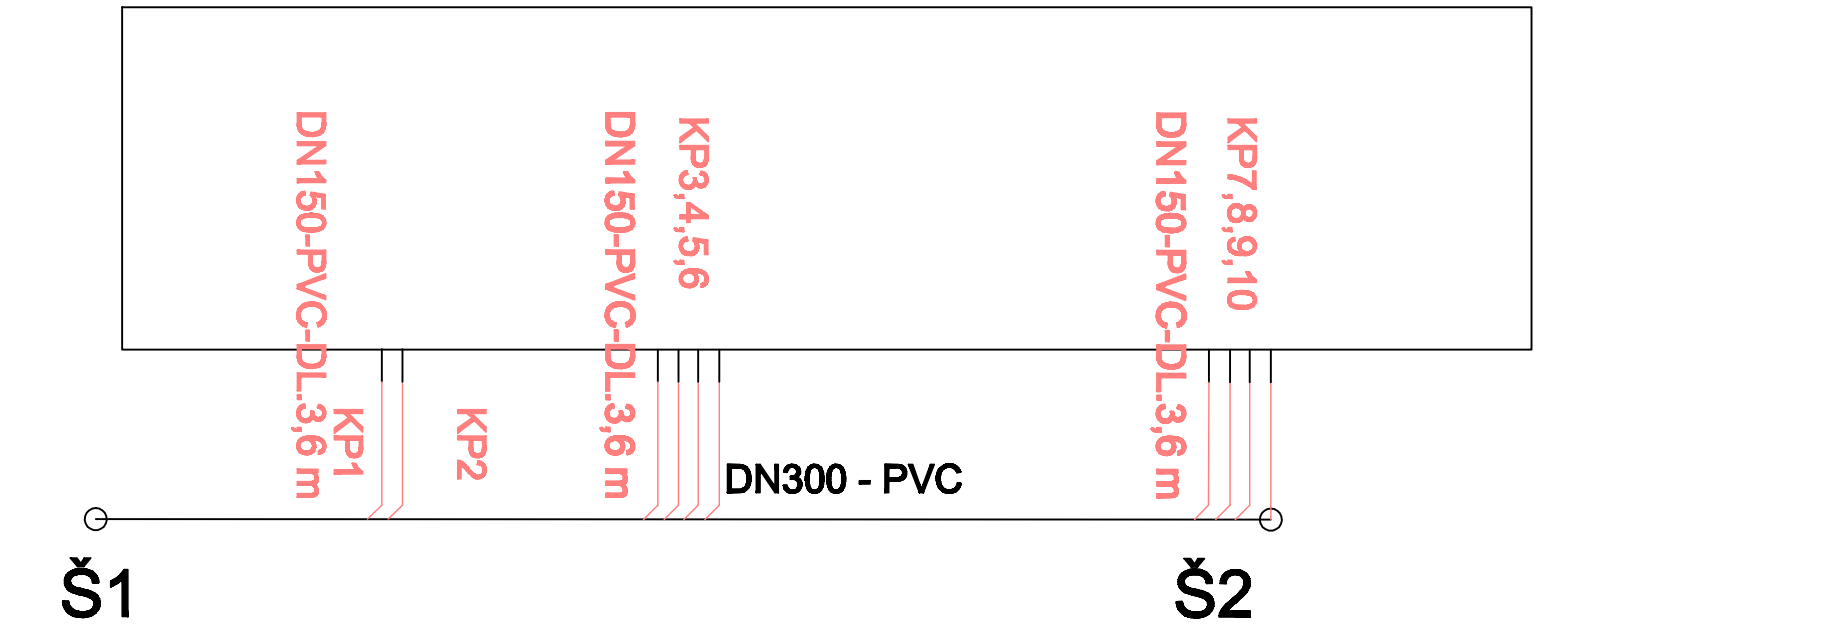 DN150-PVC-DL.3,6 m
KP1
KP2
DN150-PVC-DL.3,6 m
KP3,4,5,6
DN150-PVC-DL.3,6 m
KP7,8,9,10
DN300 - PVC
Š1
Š2